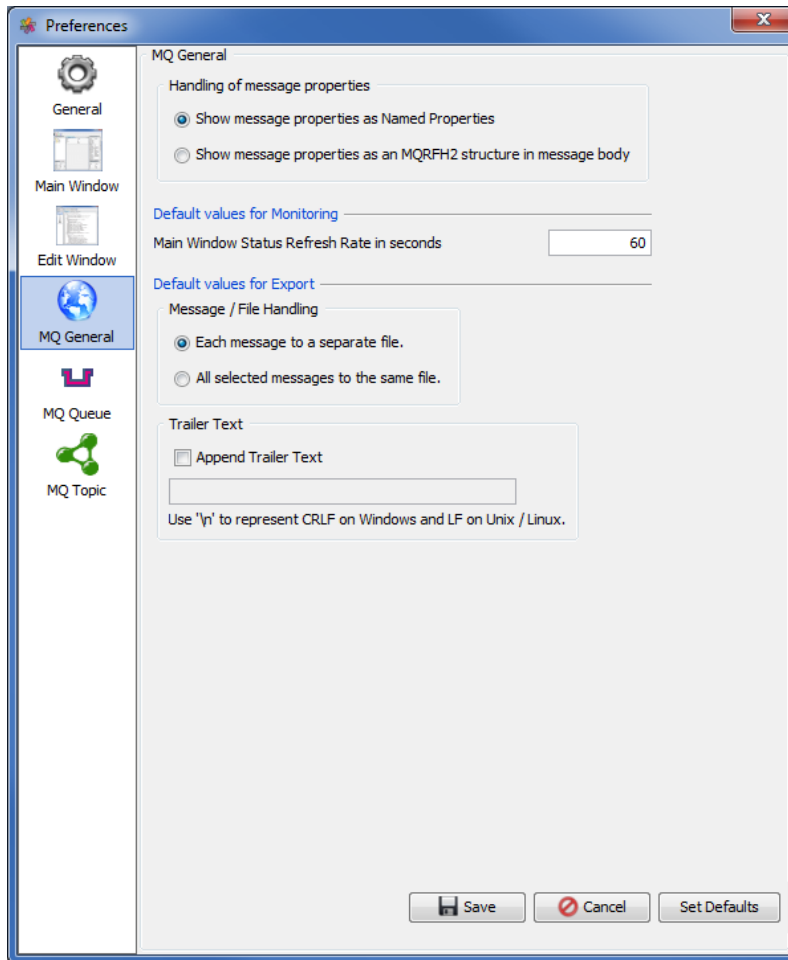 Preferences
General
Main Window
Edit Window
MQ General
MQ Queue
MQ Topic
MQ General
Handling of message properties
Show message properties as Named Properties
Show message properties as an MQRFH2 structure in message body
Default values for Monitoring
Main Window Status Refresh Rate in seconds 60
Default values for Export
Message / File Handling
Each message to a separate file.
All selected messages to the same file.
Trailer Text
Append Trailer Text
Use '\n' to represent CRLF on Windows and LF on Unix / Linux.
Save Cancel Set Defaults